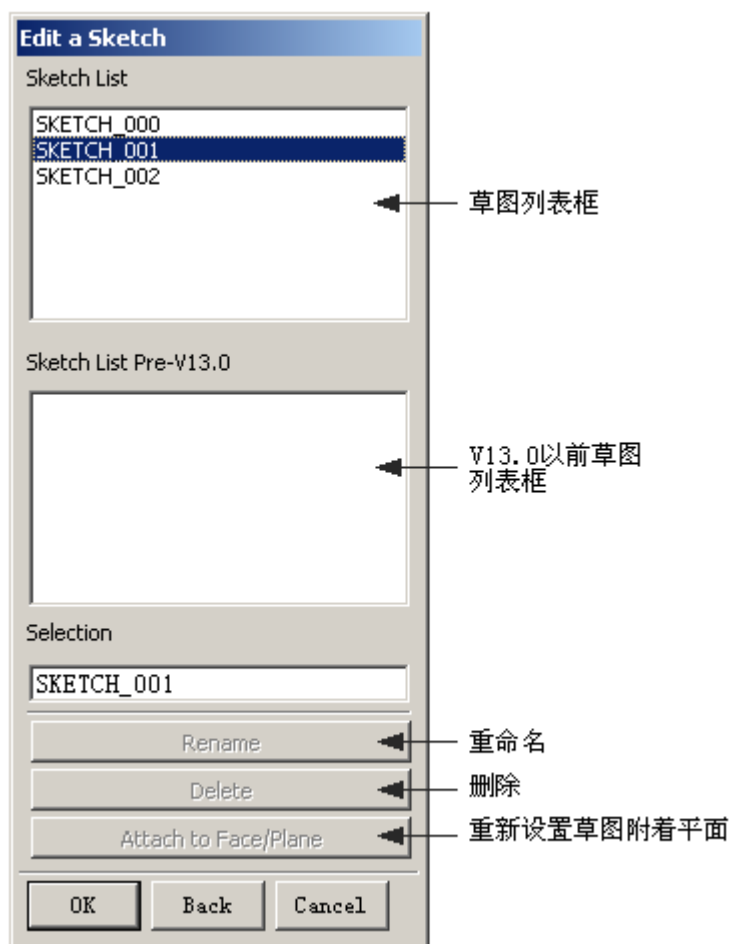 Edit a Sketch
Sketch List
SKETCH_000
SKETCH_001
SKETCH_002
草图列表框
Sketch List Pre-V13.0
V13.0以前草图
列表框
Selection
SKETCH_001
Rename
重命名
Delete
删除
Attach to Face/Plane
重新设置草图附着平面
OK
Back
Cancel